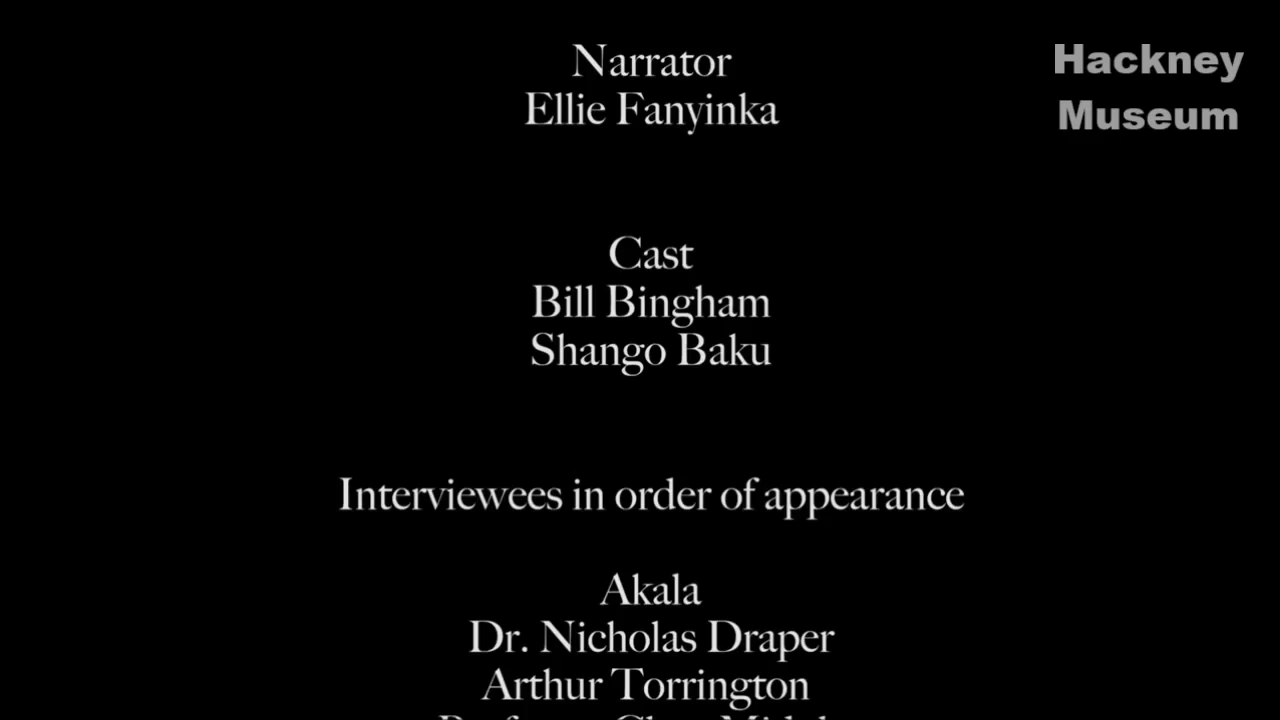 Narrator
Ellie Fanyinka
Hackney
Museum
Cast
Bill Bingham
Shango Baku
Interviewees in order of appearance
Akala
Dr. Nicholas Draper
Arthur Torrington